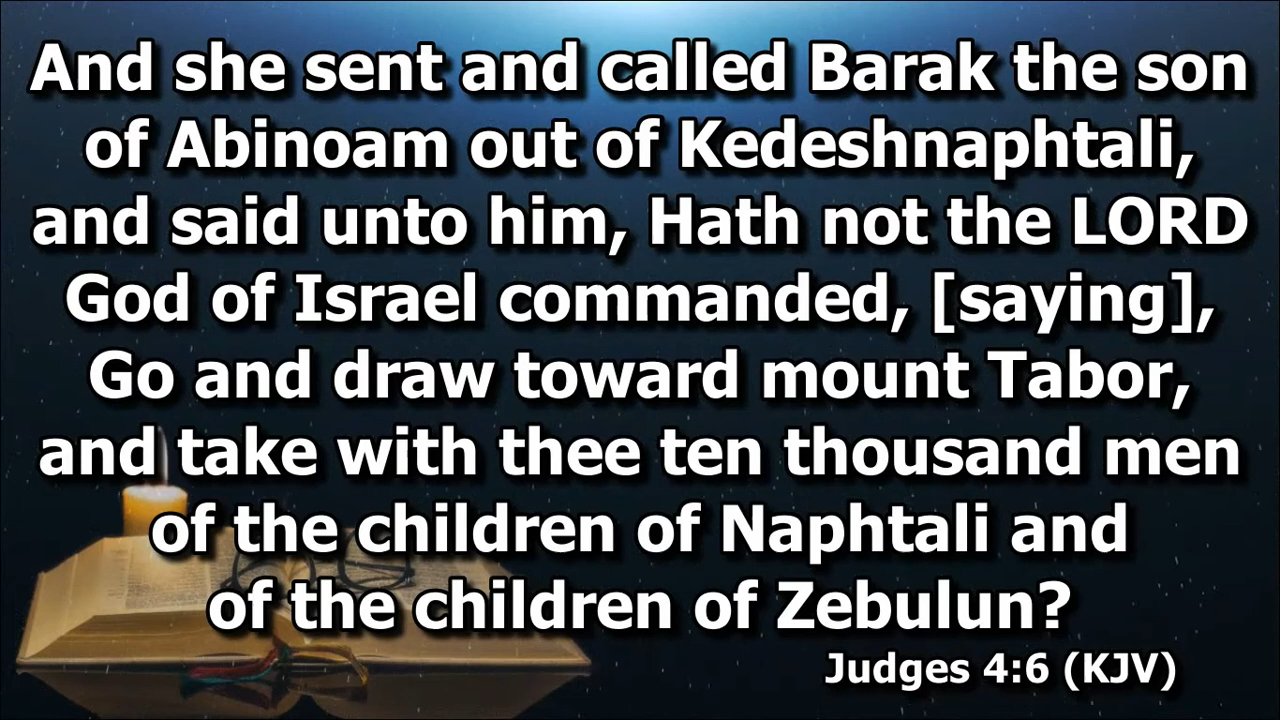 And she sent and called Barak the son
of Abinoam out of Kedeshnaphtali,
and said unto him, Hath not the LORD
God of Israel commanded, [saying],
Go and draw toward mount Tabor,
and take with thee ten thousand men
of the children of Naphtali and
of the children of Zebulun?
Judges 4:6 (KJV)